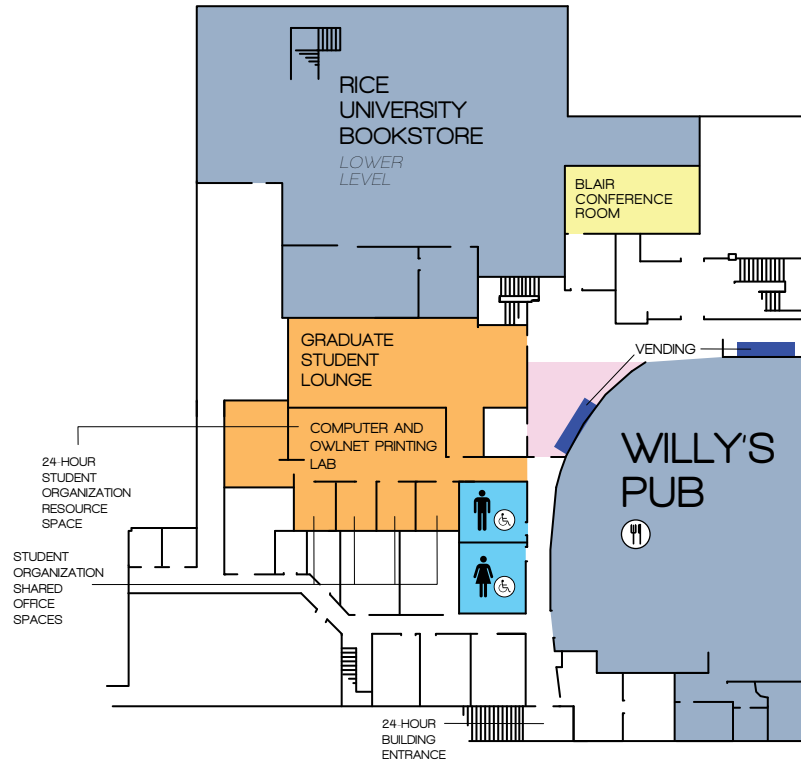 RICE
UNIVERSITY
BOOKSTORE
LOWER
LEVEL
BLAIR
CONFERENCE
ROOM
GRADUATE
STUDENT
LOUNGE
VENDING
COMPUTER AND
OWLNET PRINTING
LAB
WILLY'S
PUB
24-HOUR
STUDENT
ORGANIZATION
RESOURCE
SPACE
STUDENT
ORGANIZATION
SHARED
OFFICE
SPACES
24-HOUR
BUILDING
ENTRANCE